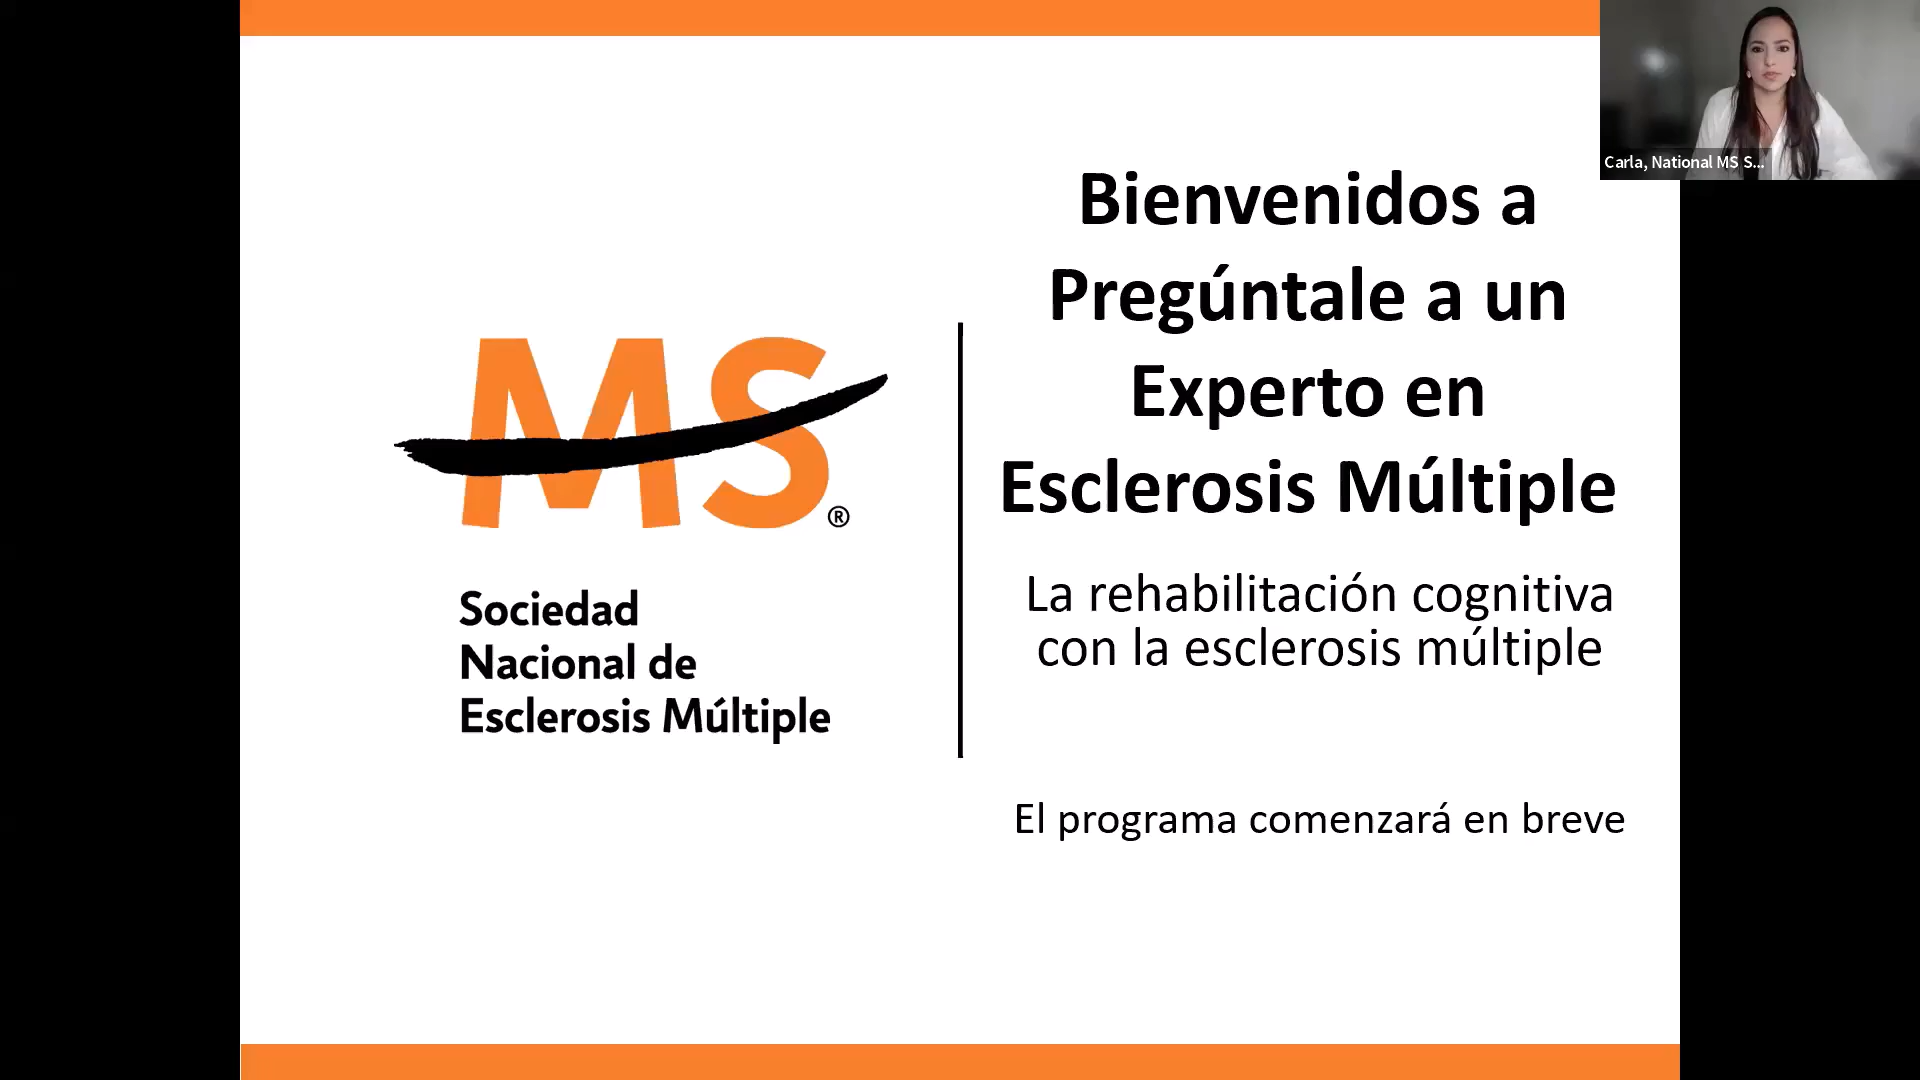 Carla, National MS S...
Bienvenidos a
Pregúntale a un
Experto en
Esclerosis Múltiple
La rehabilitación cognitiva
con la esclerosis múltiple
El programa comenzará en breve
MS®
Sociedad
Nacional de
Esclerosis Múltiple